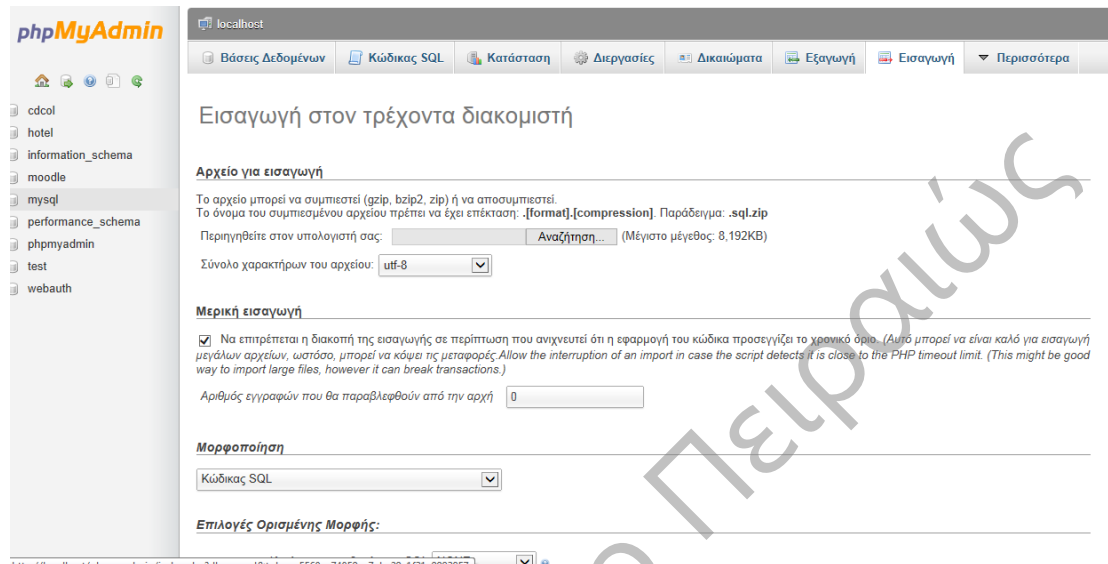 phpMyAdmin
localhost
Βάσεις Δεδομένων Κώδικας SQL Κατάσταση Διεργασίες Δικαιώματα Εξαγωγή Εισαγωγή Περισσότερα
cdcol
hotel
information_schema
moodle
mysql
performance_schema
phpmyadmin
test
webauth
Εισαγωγή στον τρέχοντα διακομιστή
Αρχείο για εισαγωγή
Το αρχείο μπορεί να συμπιεστεί (gzip, bzip2, zip) ή να αποσυμπιεστεί.
Το όνομα του συμπιεσμένου αρχείου πρέπει να έχει επέκταση: .[format].[compression]. Παράδειγμα: .sql.zip
Περιηγηθείτε στον υπολογιστή σας: Αναζήτηση... (Μέγιστο μέγεθος: 8,192KB)
Σύνολο χαρακτήρων του αρχείου: utf-8
Μερική εισαγωγή
Να επιτρέπεται η διακοπή της εισαγωγής σε περίπτωση που ανιχνευτεί ότι η εφαρμογή του κώδικα προσεγγίζει το χρονικό όριο. (Αυτό μπορεί να είναι καλό για εισαγωγή
μεγάλων αρχείων, ωστόσο, μπορεί να κόψει τις μεταφορές.Allow the interruption of an import in case the script detects it is close to the PHP timeout limit. (This might be good
way to import large files, however it can break transactions.)
Αριθμός εγγραφών που θα παραβλεφθούν από την αρχή 0
Μορφοποίηση
Κώδικας SQL
Επιλογές Ορισμένης Μορφής:
Πειραιώς